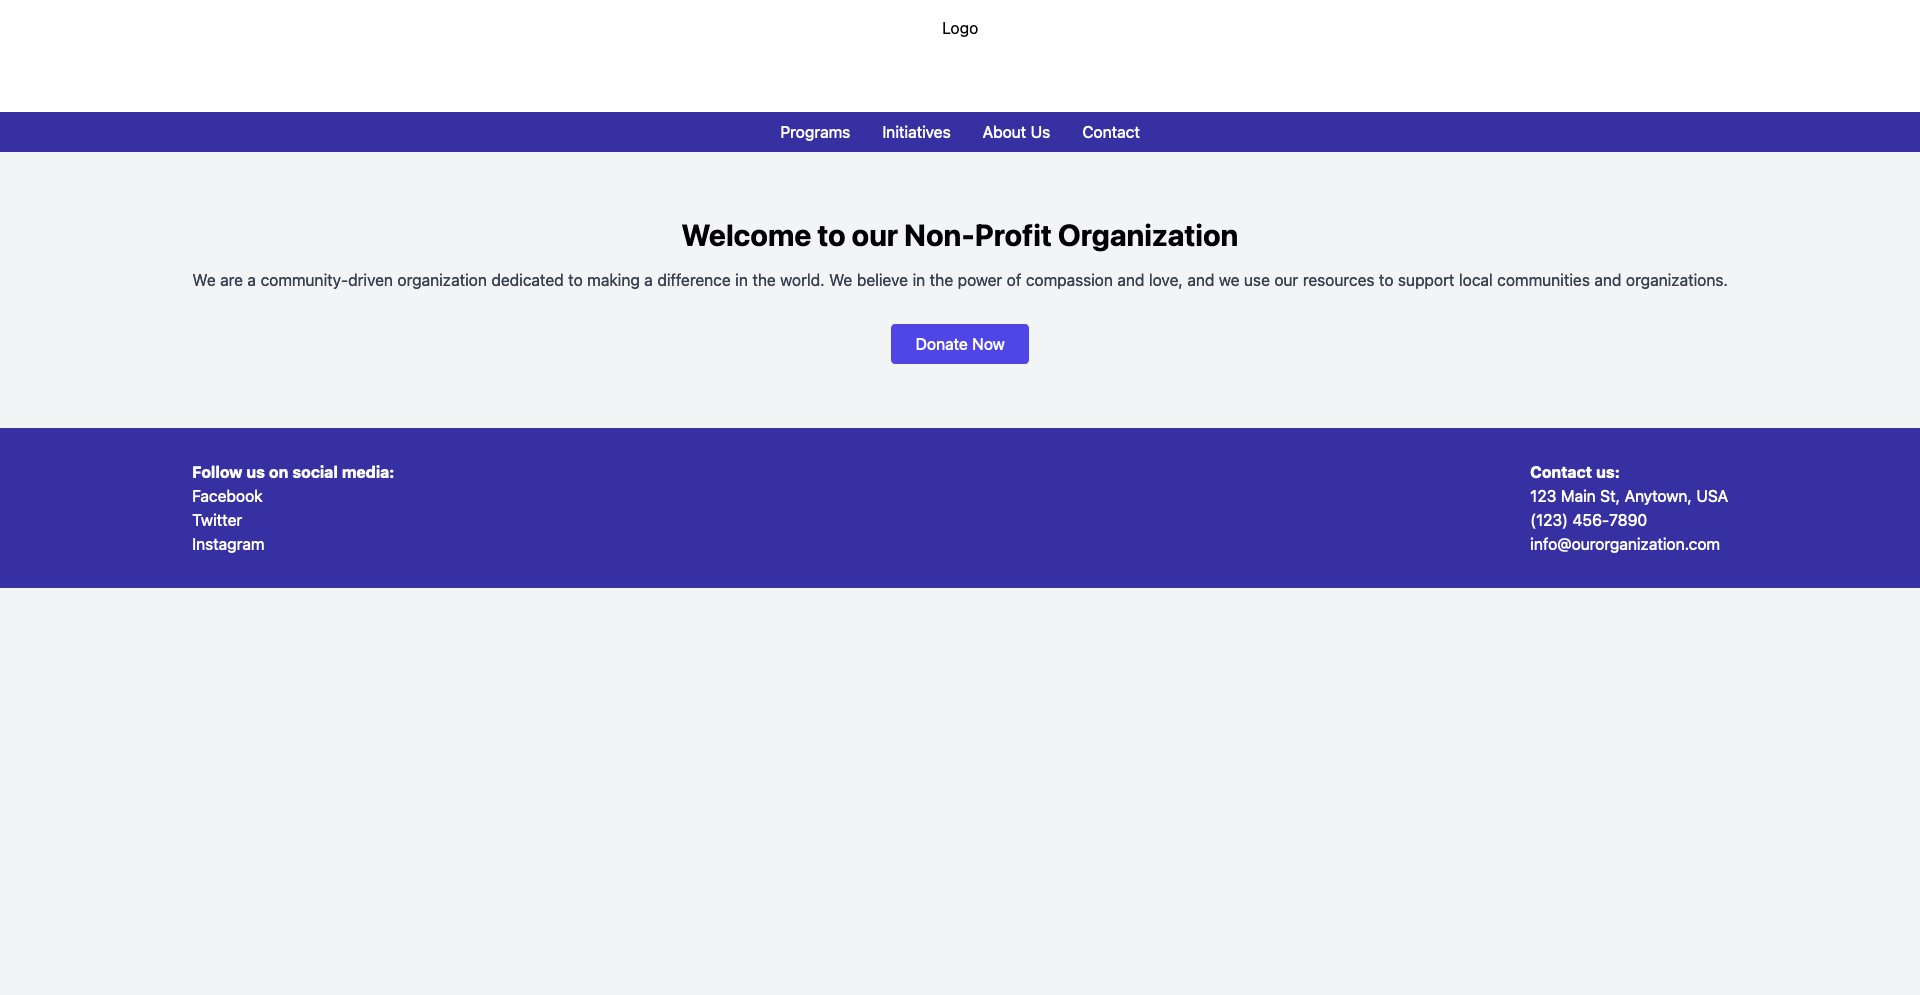 Logo
Programs Initiatives About Us Contact
Welcome to our Non-Profit Organization
We are a community-driven organization dedicated to making a difference in the world. We believe in the power of compassion and love, and we use our resources to support local communities and organizations.
Donate Now
Follow us on social media:
Facebook
Twitter
Instagram
Contact us:
123 Main St, Anytown, USA
(123) 456-7890
info@ourorganization.com